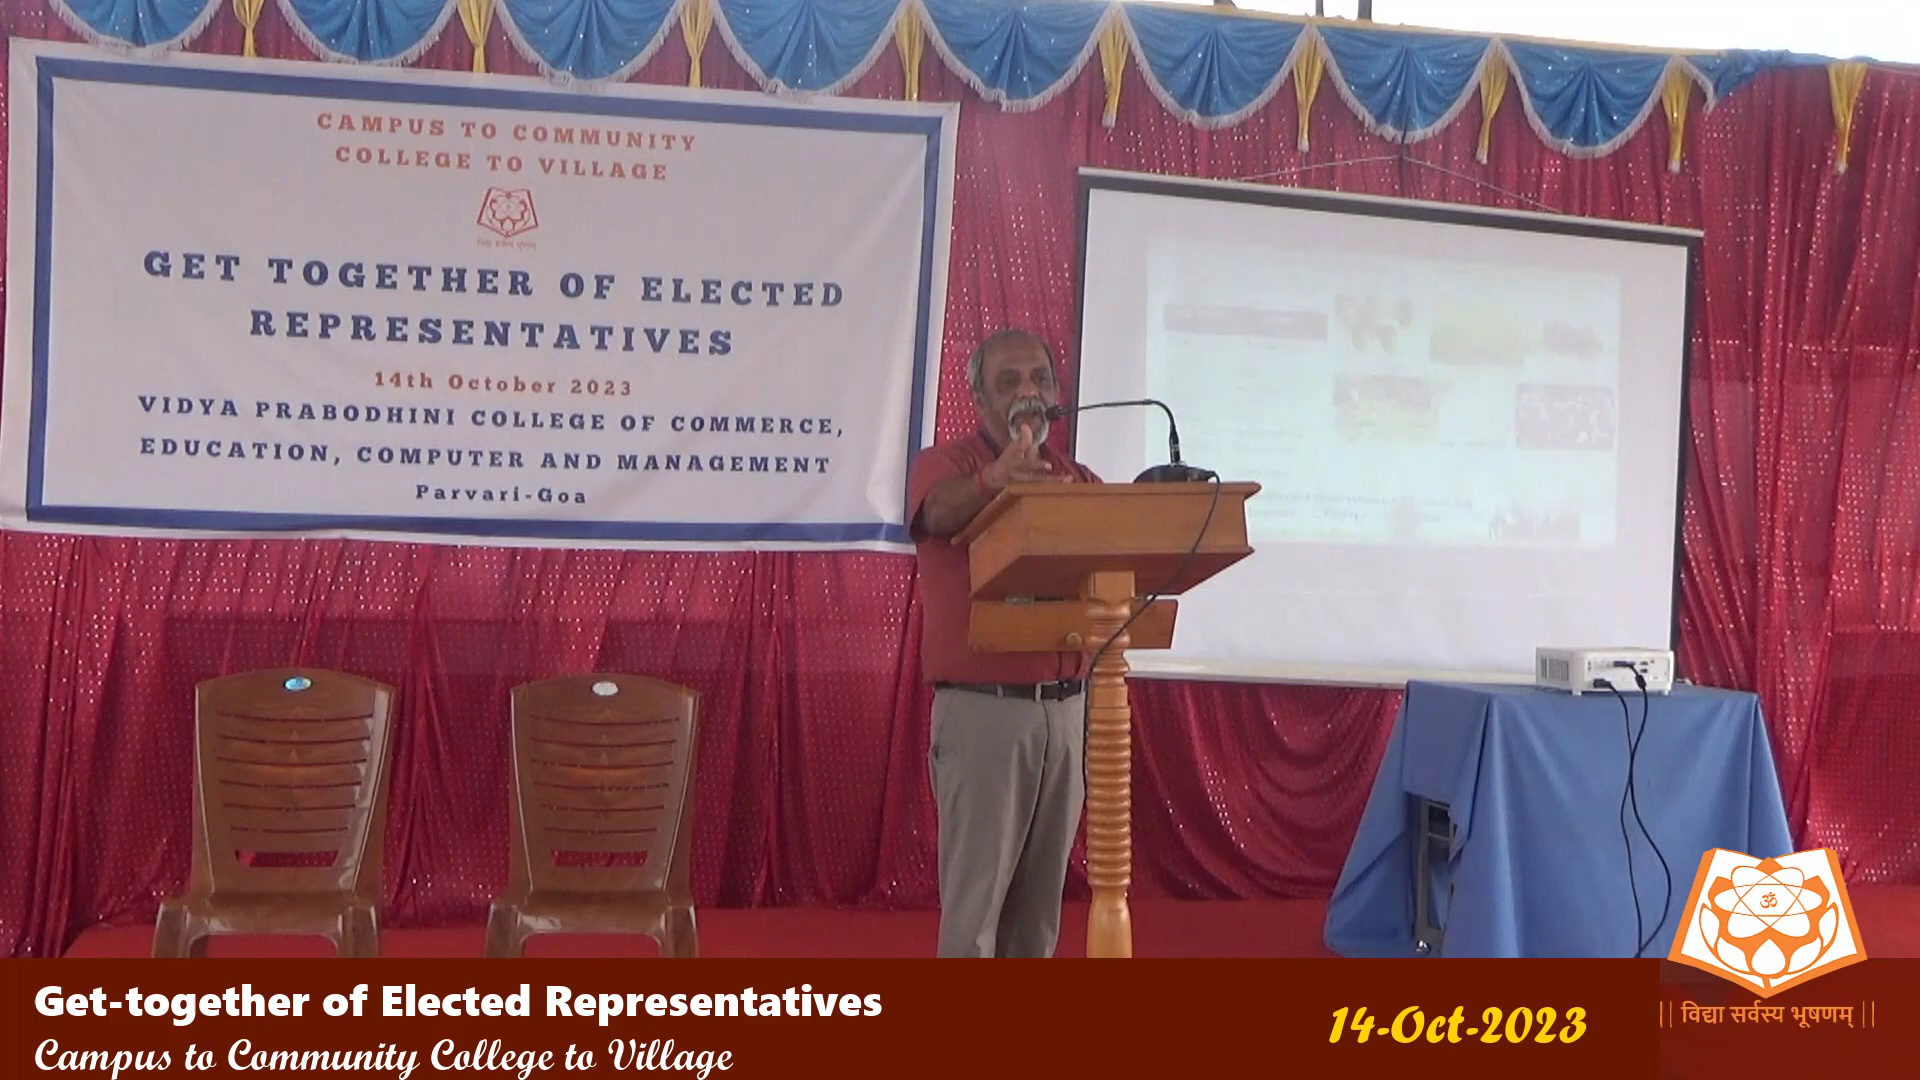 CAMPUS TO COMMUNITY
COLLEGE TO VILLAGE
GET TOGETHER OF ELECTED
REPRESENTATIVES
14th October 2023
VIDYA PRABODHINI COLLEGE OF COMMERCE,
EDUCATION, COMPUTER AND MANAGEMENT
Parvari-Goa
ॐ
|| विद्या सर्वस्य भूषणम् ||
Get-together of Elected Representatives
Campus to Community College to Village
14-Oct-2023